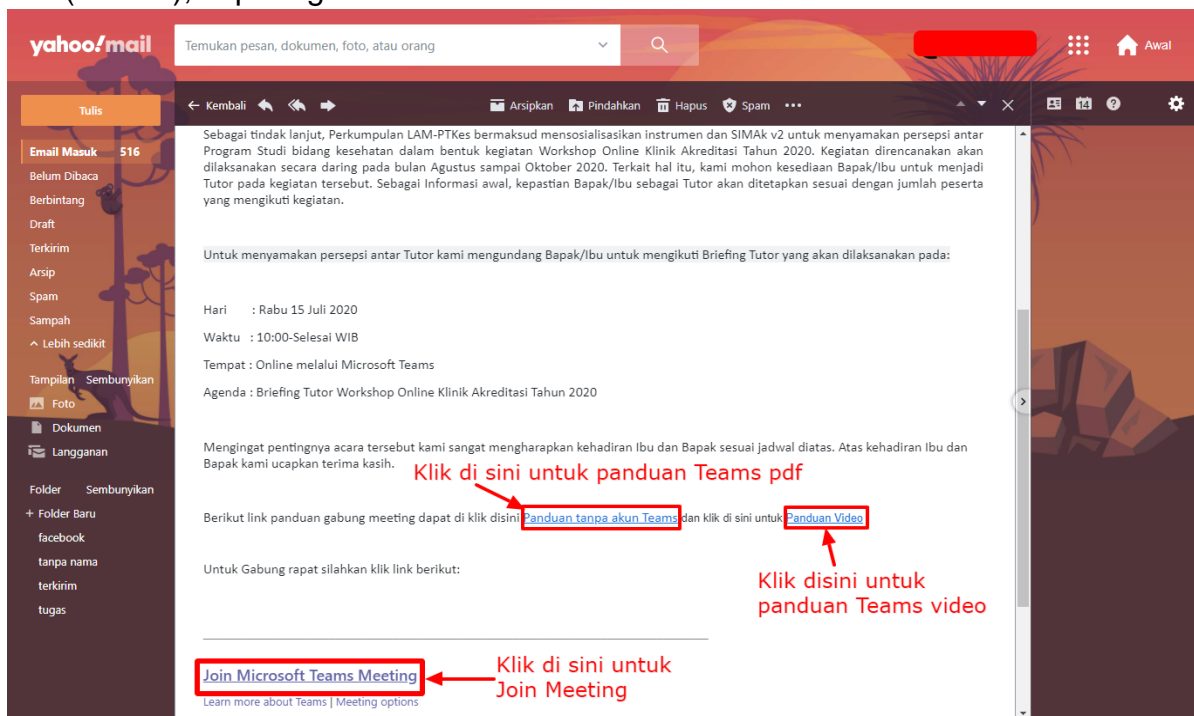 yahoo!mail
Temukan pesan, dokumen, foto, atau orang
Awal
Tulis
Kembali
Arsipkan
Pindahkan
Hapus
Spam
14
Email Masuk 516
Belum Dibaca
Berbintang
Draft
Terkirim
Arsip
Spam
Sampah
Lebih sedikit
Tampilan Sembunyikan
Foto
Dokumen
Langganan
Folder Sembunyikan
+ Folder Baru
facebook
tanpa nama
terkirim
tugas
Sebagai tindak lanjut, Perkumpulan LAM-PTKes bermaksud mensosialisasikan instrumen dan SIMAk v2 untuk menyamakan persepsi antar
Program Studi bidang kesehatan dalam bentuk kegiatan Workshop Online Klinik Akreditasi Tahun 2020. Kegiatan direncanakan akan
dilaksanakan secara daring pada bulan Agustus sampai Oktober 2020. Terkait hal itu, kami mohon kesediaan Bapak/Ibu untuk menjadi
Tutor pada kegiatan tersebut. Sebagai Informasi awal, kepastian Bapak/Ibu sebagai Tutor akan ditetapkan sesuai dengan jumlah peserta
yang mengikuti kegiatan.
Untuk menyamakan persepsi antar Tutor kami mengundang Bapak/Ibu untuk mengikuti Briefing Tutor yang akan dilaksanakan pada:
Hari : Rabu 15 Juli 2020
Waktu : 10:00-Selesai WIB
Tempat : Online melalui Microsoft Teams
Agenda : Briefing Tutor Workshop Online Klinik Akreditasi Tahun 2020
Mengingat pentingnya acara tersebut kami sangat mengharapkan kehadiran Ibu dan Bapak sesuai jadwal diatas. Atas kehadiran Ibu dan
Bapak kami ucapkan terima kasih.
Klik di sini untuk panduan Teams pdf
Berikut link panduan gabung meeting dapat di klik disini Panduan tanpa akun Teams dan klik di sini untuk Panduan Video
Klik disini untuk
panduan Teams video
Untuk Gabung rapat silahkan klik link berikut:
Join Microsoft Teams Meeting
Klik di sini untuk
Join Meeting
Learn more about Teams | Meeting options